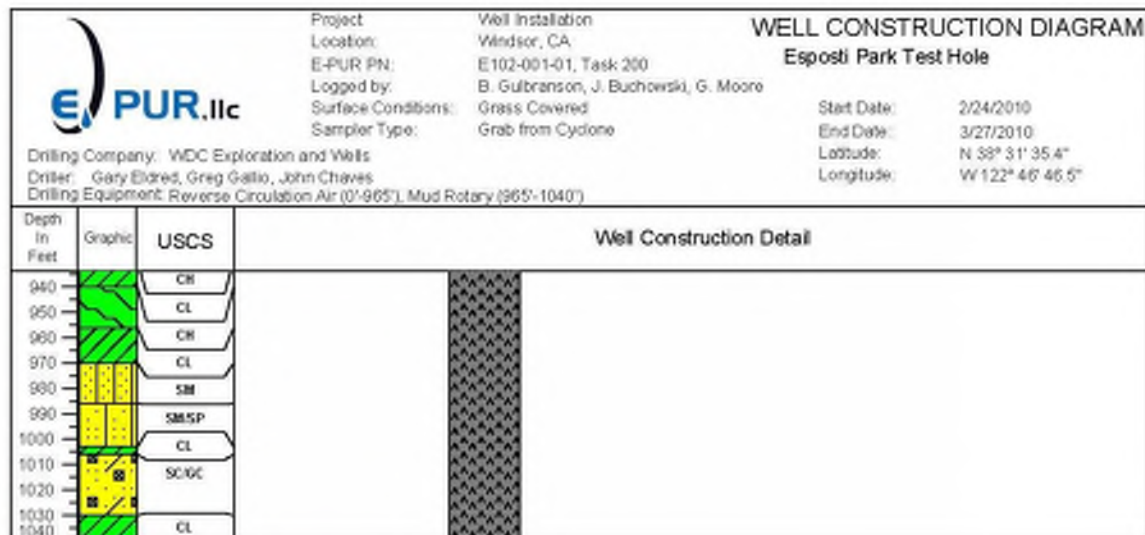 E PUR.llc
Project Well Installation
Location: Windsor, CA
E-PUR PN: E102-001-01, Task 200
Logged by: B. Gulbranson, J. Buchowski, G. Moore
Surface Conditions: Grass Covered
Sampler Type: Grab from Cyclone
WELL CONSTRUCTION DIAGRAM
Esposti Park Test Hole
Start Date: 2/24/2010
End Date: 3/27/2010
Latitude: N 38° 31' 35.4"
Longitude: W 122° 46' 46.5"
Drilling Company: WDC Exploration and Wells
Driller: Gary Eldred, Greg Gallio, John Chaves
Drilling Equipment: Reverse Circulation Air (0'-965'), Mud Rotary (965'-1040')
Depth In Feet
Graphic
USCS
Well Construction Detail
940
950
960
970
980
990
1000
1010
1020
1030
1040
CH
CL
CH
CL
SM
SM/SP
CL
SC/GC
CL